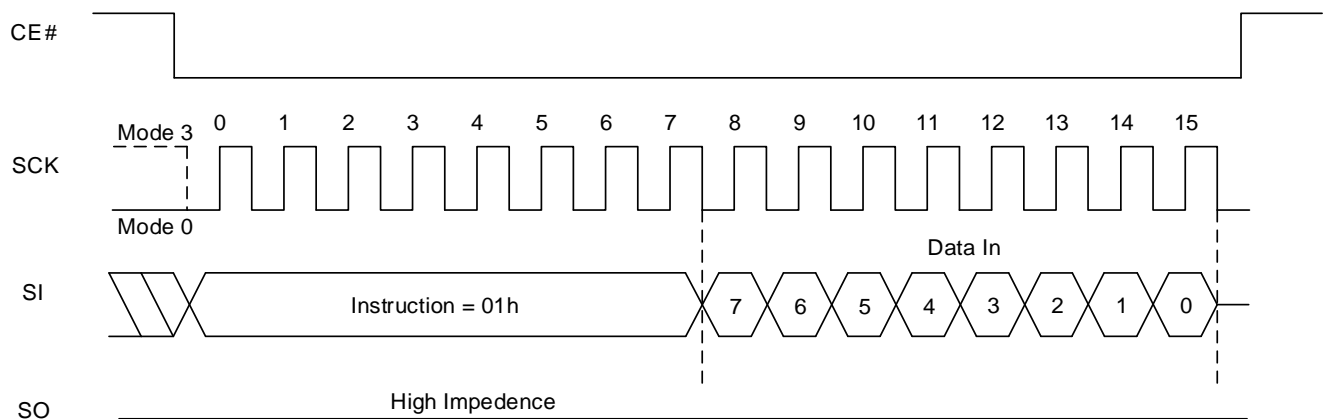 CE#
0 1 2 3 4 5 6 7 8 9 10 11 12 13 14 15
Mode 3
SCK
Mode 0
Data In
SI
Instruction = 01h
7 6 5 4 3 2 1 0
High Impedence
SO